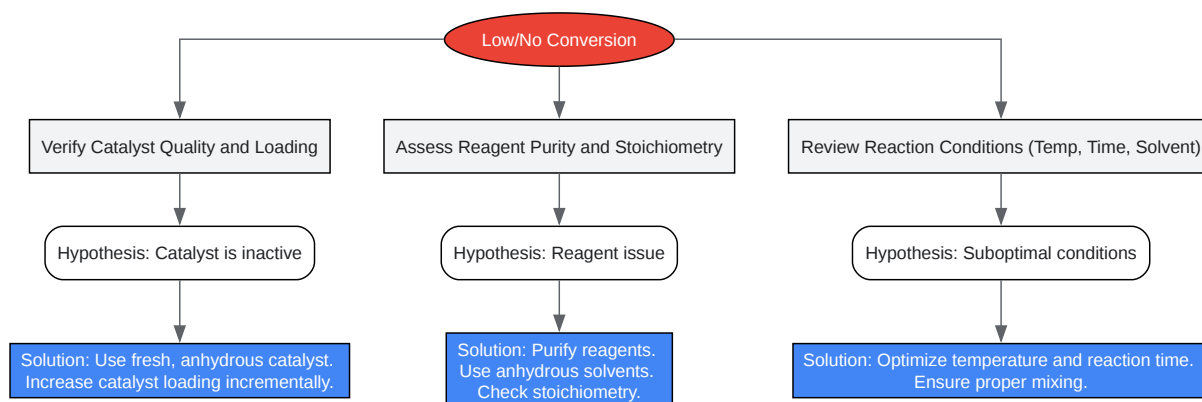 Low/No Conversion
Verify Catalyst Quality and Loading
Assess Reagent Purity and Stoichiometry
Review Reaction Conditions (Temp, Time, Solvent)
Hypothesis: Catalyst is inactive
Hypothesis: Reagent issue
Hypothesis: Suboptimal conditions
Solution: Use fresh, anhydrous catalyst.
Increase catalyst loading incrementally.
Solution: Purify reagents.
Use anhydrous solvents.
Check stoichiometry.
Solution: Optimize temperature and reaction time.
Ensure proper mixing.